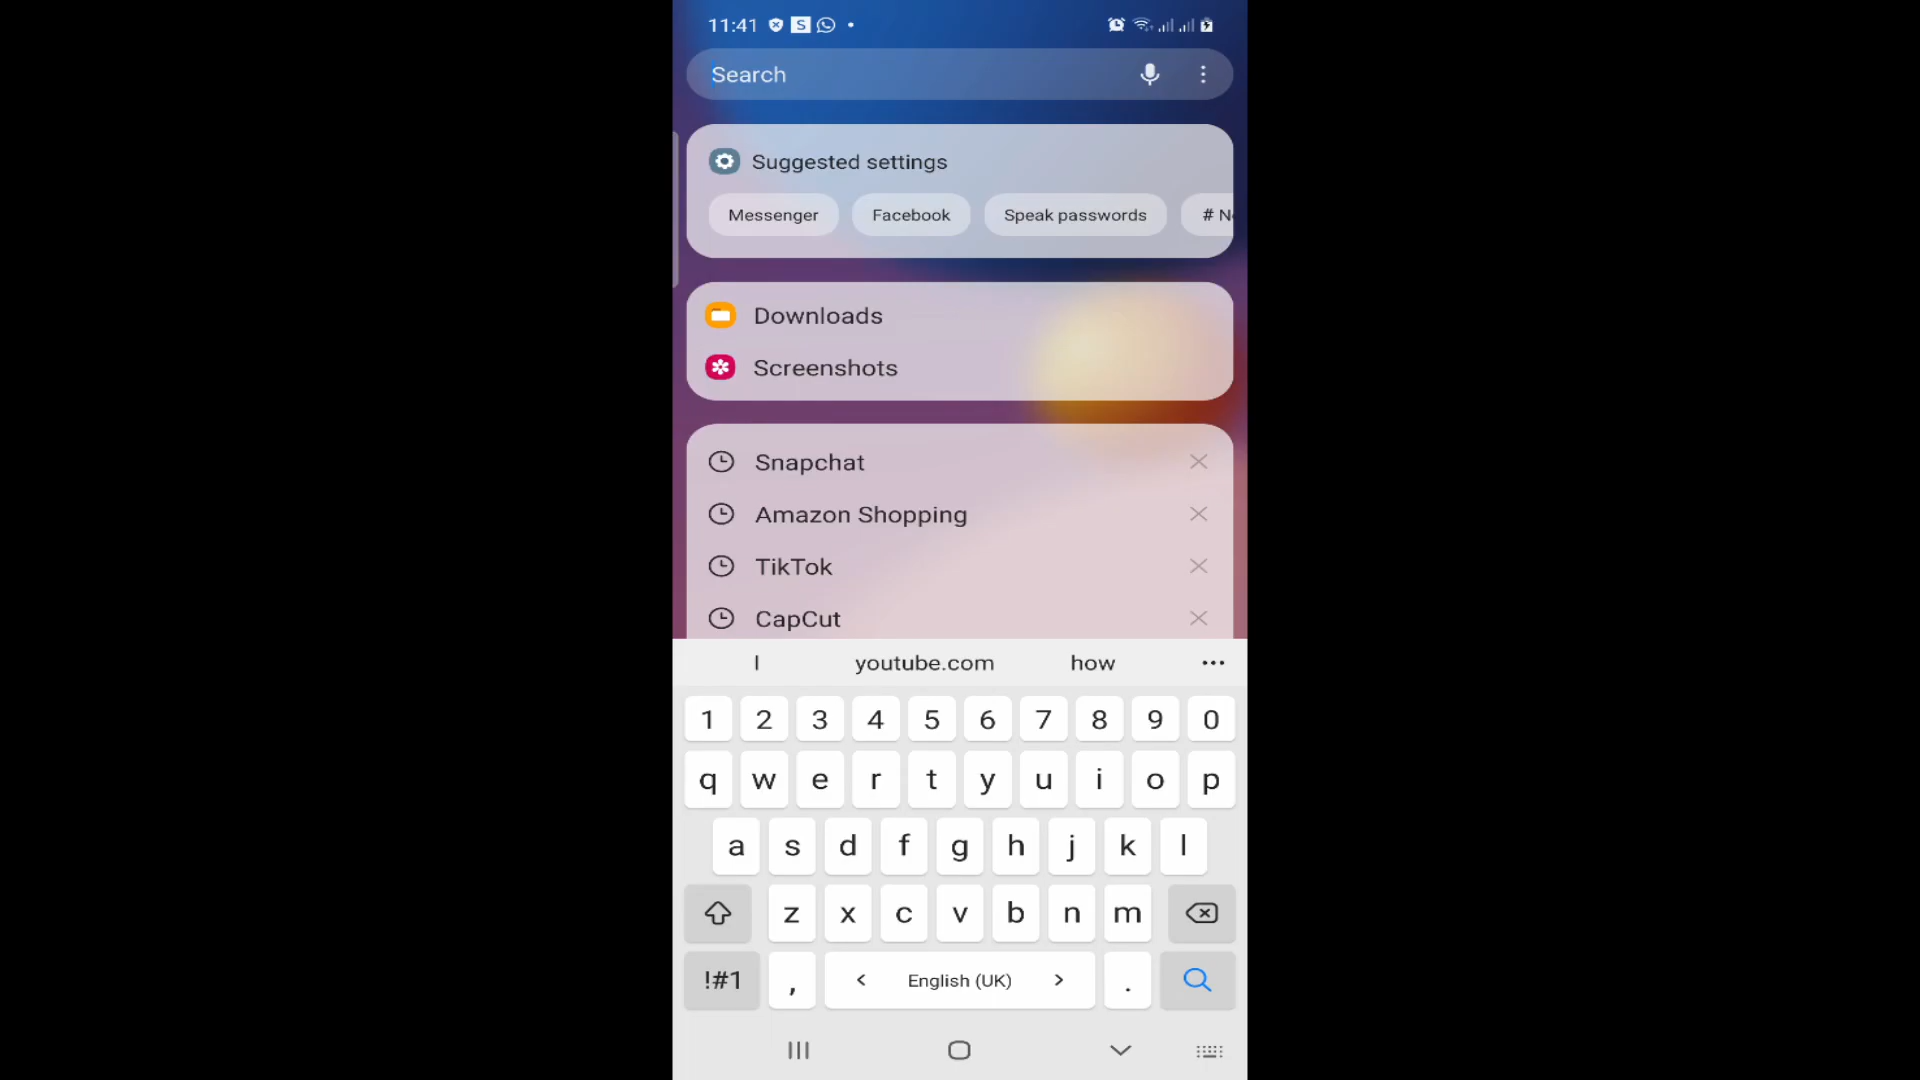 11:41 S
Search
Suggested settings
Messenger Facebook Speak passwords #
Downloads
Screenshots
Snapchat
Amazon Shopping
TikTok
CapCut
I youtube.com how
1 2 3 4 5 6 7 8 9 0
q w e r t y u i o p
a s d f g h j k l
z x c v b n m
!#1 , < English (UK) > .